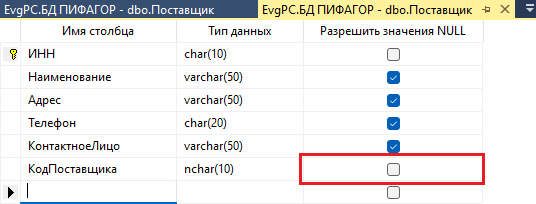 EvgPC.БД ПИФАГОР - dbo.Поставщик EvgPC.БД ПИФАГОР - dbo.Поставщик
Имя столбца Тип данных Разрешить значения NULL
ИНН char(10)
Наименование varchar(50)
Адрес varchar(50)
Телефон char(20)
КонтактноеЛицо varchar(50)
КодПоставщика nchar(10)